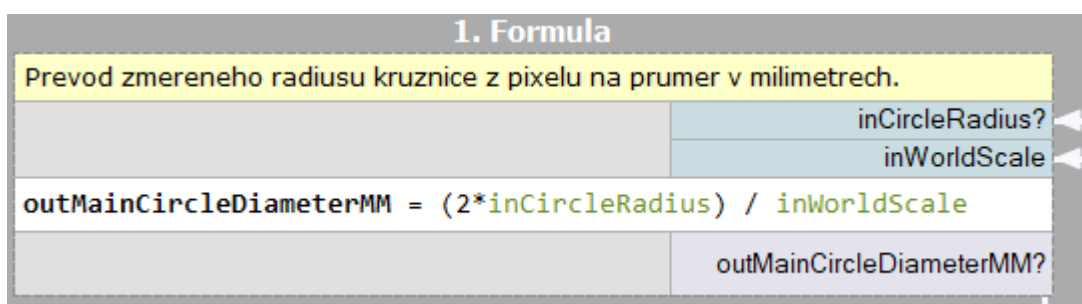 1. Formula
Prevod zmereneho radiusu kruznice z pixelu na prumer v milimetrech.
inCircleRadius?
inWorldScale
outMainCircleDiameterMM = (2*inCircleRadius) / inWorldScale
outMainCircleDiameterMM?